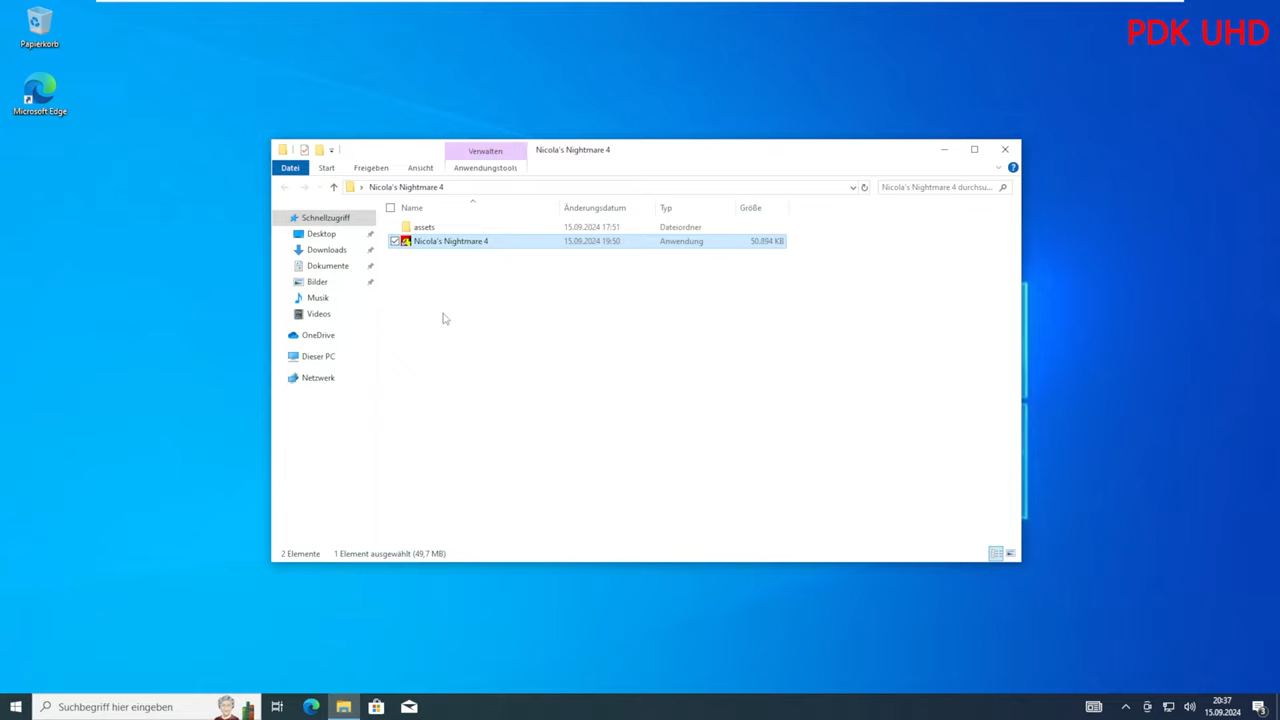 Papierkorb
PDK UHD
Microsoft Edge
Verwalten
Nicola's Nightmare 4
Datei
Start
Freigeben
Ansicht
Anwendungstools
Nicola's Nightmare 4
Nicola's Nightmare 4 durchsu...
Name
Änderungsdatum
Typ
Größe
Schnellzugriff
Desktop
Downloads
Dokumente
Bilder
Musik
Videos
OneDrive
Dieser PC
Netzwerk
assets
15.09.2024 17:51
Dateiordner
Nicola's Nightmare 4
15.09.2024 19:50
Anwendung
50.894 KB
2 Elemente
1 Element ausgewählt (49,7 MB)
Suchbegriff hier eingeben
20:37
15.09.2024
3